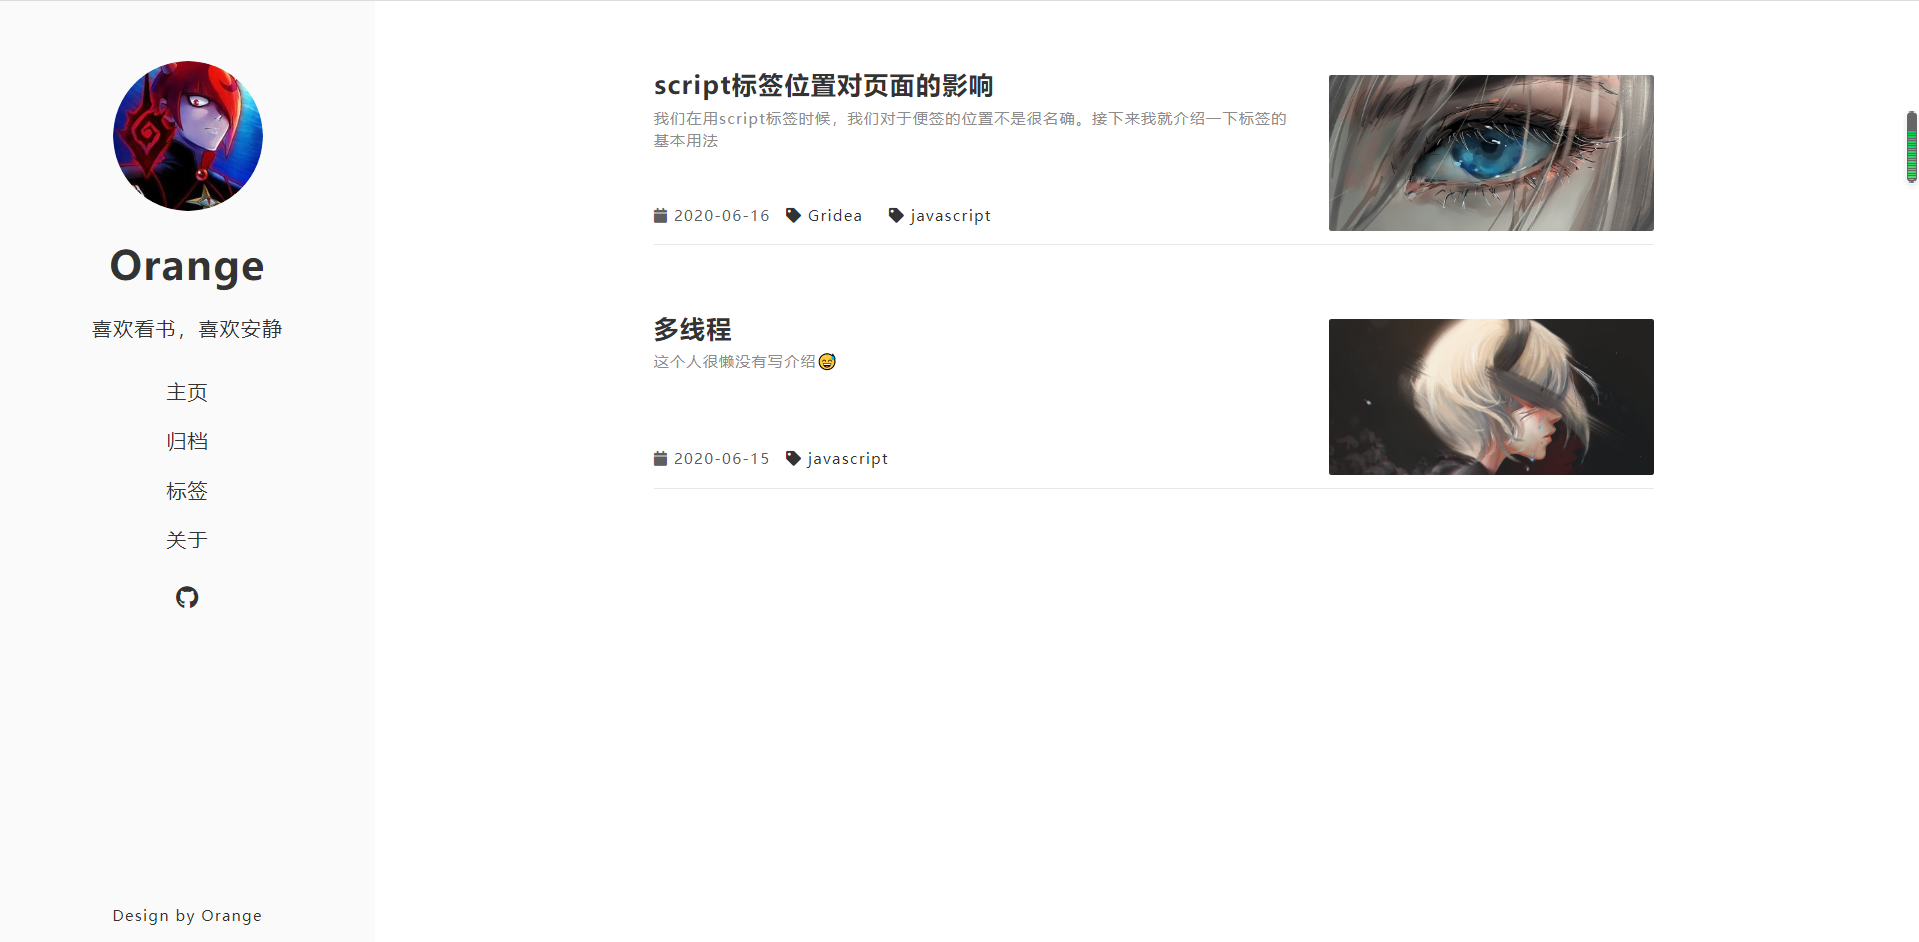 Orange
喜欢看书，喜欢安静
主页
归档
标签
关于
Design by Orange
script标签位置对页面的影响
我们在用script标签时候，我们对于便签的位置不是很名确。接下来我就介绍一下标签的
基本用法
2020-06-16 Gridea javascript
多线程
这个人很懒没有写介绍😅
2020-06-15 javascript